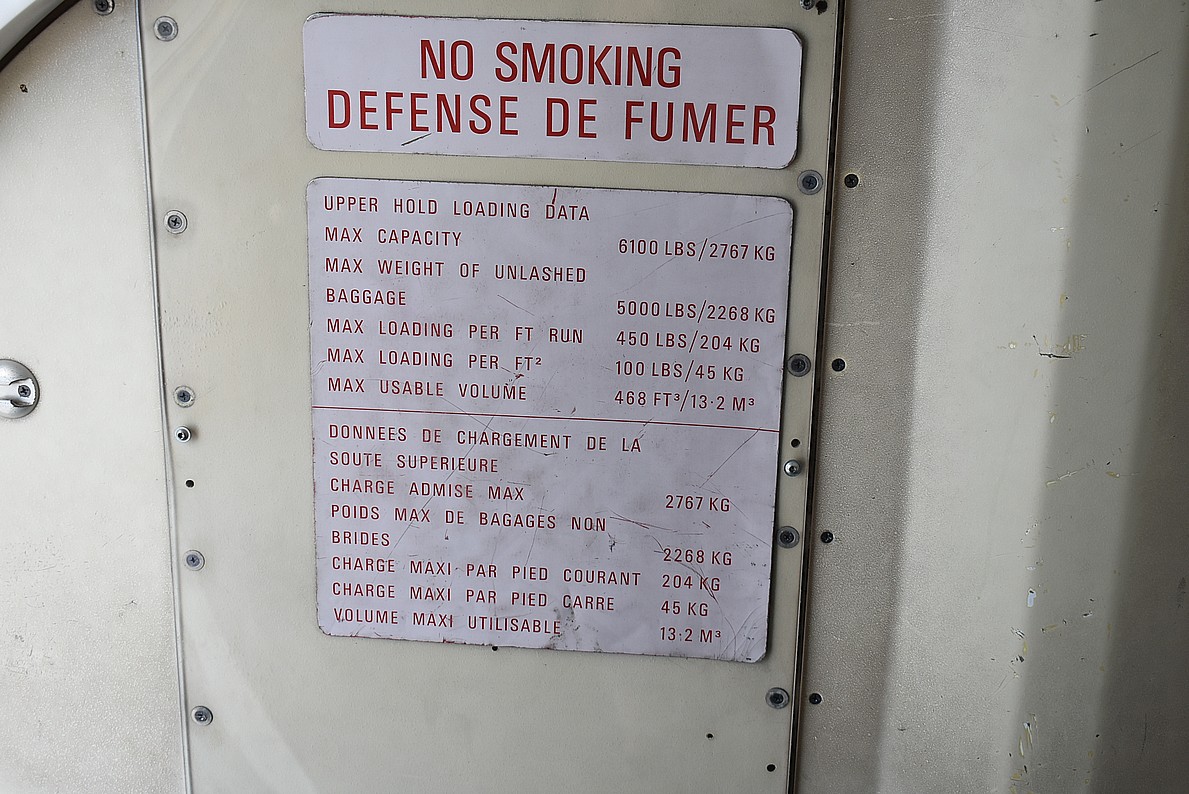 NO SMOKING
DEFENSE DE FUMER
UPPER HOLD LOADING DATA
MAX CAPACITY 6100 LBS/2767 KG
MAX WEIGHT OF UNLASHED
BAGGAGE 5000 LBS/2268 KG
MAX LOADING PER FT RUN 450 LBS/204 KG
MAX LOADING PER FT² 100 LBS/45 KG
MAX USABLE VOLUME 468 FT³/13·2 M³
DONNEES DE CHARGEMENT DE LA
SOUTE SUPERIEURE
CHARGE ADMISE MAX 2767 KG
POIDS MAX DE BAGAGES NON
BRIDES 2268 KG
CHARGE MAXI PAR PIED COURANT 204 KG
CHARGE MAXI PAR PIED CARRE 45 KG
VOLUME MAXI UTILISABLE 13·2 M³